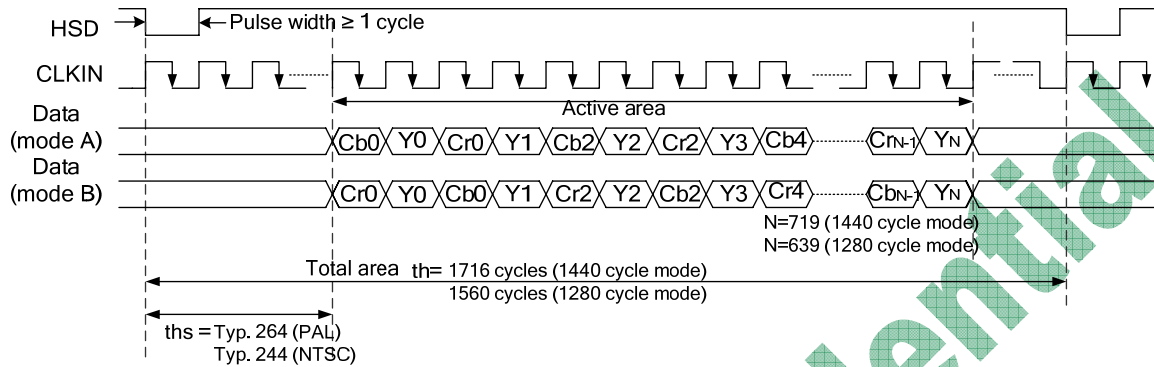 HSD
Pulse width ≥ 1 cycle
CLKIN
Data
(mode A)
Active area
Cb0 Y0 Cr0 Y1 Cb2 Y2 Cr2 Y3 Cb4 CrN-1 YN
Data
(mode B)
Cr0 Y0 Cb0 Y1 Cr2 Y2 Cb2 Y3 Cr4 CbN-1 YN
N=719 (1440 cycle mode)
N=639 (1280 cycle mode)
Total area th= 1716 cycles (1440 cycle mode)
1560 cycles (1280 cycle mode)
ths = Typ. 264 (PAL)
Typ. 244 (NTSC)
ential